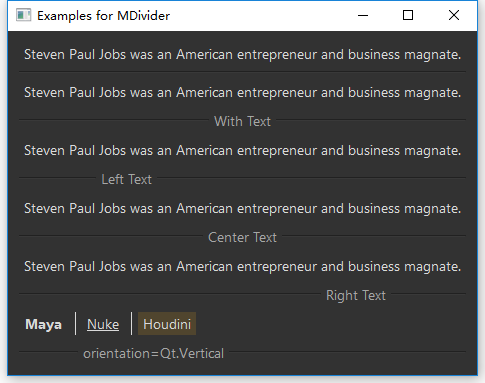 Examples for MDivider
Steven Paul Jobs was an American entrepreneur and business magnate.
Steven Paul Jobs was an American entrepreneur and business magnate.
With Text
Steven Paul Jobs was an American entrepreneur and business magnate.
Left Text
Steven Paul Jobs was an American entrepreneur and business magnate.
Center Text
Steven Paul Jobs was an American entrepreneur and business magnate.
Right Text
Maya Nuke Houdini
orientation=Qt.Vertical